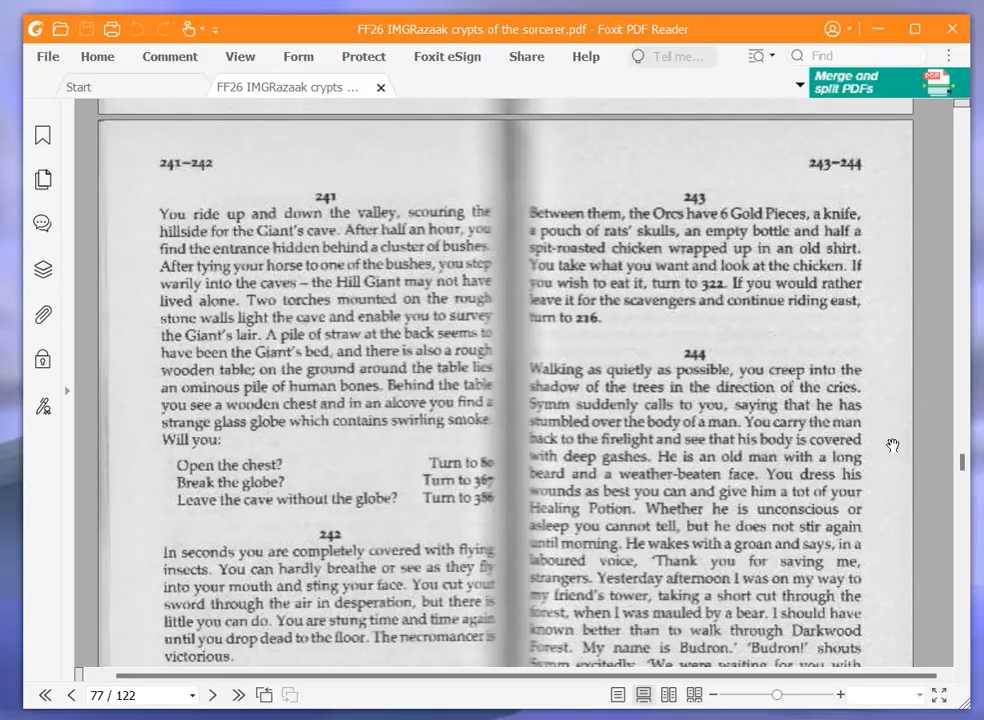 FF26 IMGRazaak crypts of the sorcerer.pdf - Foxit PDF Reader
File Home Comment View Form Protect Foxit eSign Share Help Tell me... Find
Start FF26 IMGRazaak crypts ... Merge and
split PDFs
241–242
241
You ride up and down the valley, scouring the
hillside for the Giant's cave. After half an hour, you
find the entrance hidden behind a cluster of bushes.
After tying your horse to one of the bushes, you step
warily into the caves – the Hill Giant may not have
lived alone. Two torches mounted on the rough
stone walls light the cave and enable you to survey
the Giant's lair. A pile of straw at the back seems to
have been the Giant's bed, and there is also a rough
wooden table; on the ground around the table lies
an ominous pile of human bones. Behind the table
you see a wooden chest and in an alcove you find a
strange glass globe which contains swirling smoke.
Will you:
Open the chest? Turn to 80
Break the globe? Turn to 367
Leave the cave without the globe? Turn to 386
242
In seconds you are completely covered with flying
insects. You can hardly breathe or see as they fly
into your mouth and sting your face. You cut your
sword through the air in desperation, but there is
little you can do. You are stung time and time again
until you drop dead to the floor. The necromancer is
victorious.
243–244
243
Between them, the Orcs have 6 Gold Pieces, a knife,
a pouch of rats' skulls, an empty bottle and half a
spit-roasted chicken wrapped up in an old shirt.
You take what you want and look at the chicken. If
you wish to eat it, turn to 322. If you would rather
leave it for the scavengers and continue riding east,
turn to 216.
244
Walking as quietly as possible, you creep into the
shadow of the trees in the direction of the cries.
Symm suddenly calls to you, saying that he has
stumbled over the body of a man. You carry the man
back to the firelight and see that his body is covered
with deep gashes. He is an old man with a long
beard and a weather-beaten face. You dress his
wounds as best you can and give him a tot of your
Healing Potion. Whether he is unconscious or
asleep you cannot tell, but he does not stir again
until morning. He wakes with a groan and says, in a
laboured voice, 'Thank you for saving me,
strangers. Yesterday afternoon I was on my way to
my friend's tower, taking a short cut through the
forest, when I was mauled by a bear. I should have
known better than to walk through Darkwood
Forest. My name is Budron.' 'Budron!' shouts
Symm excitedly. 'We were waiting for you with
77 / 122